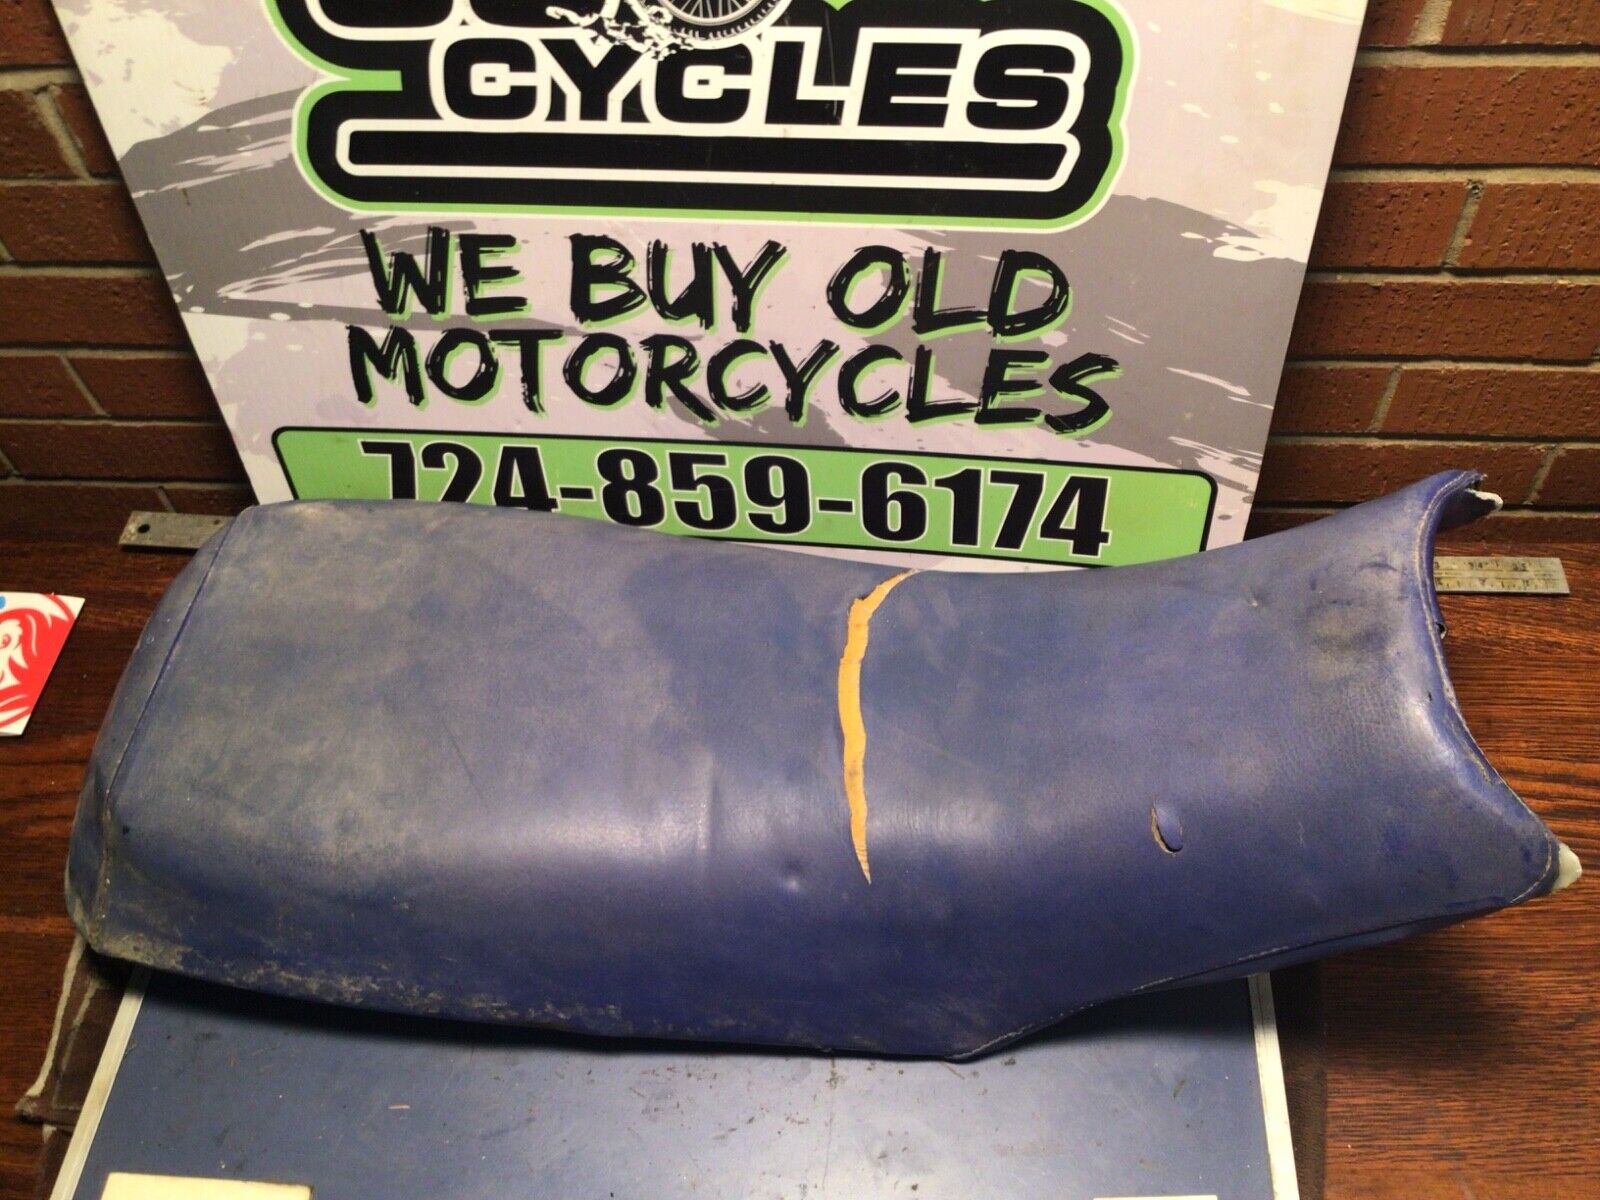 CYCLES
WE BUY OLD
MOTORCYCLES
724-859-6174